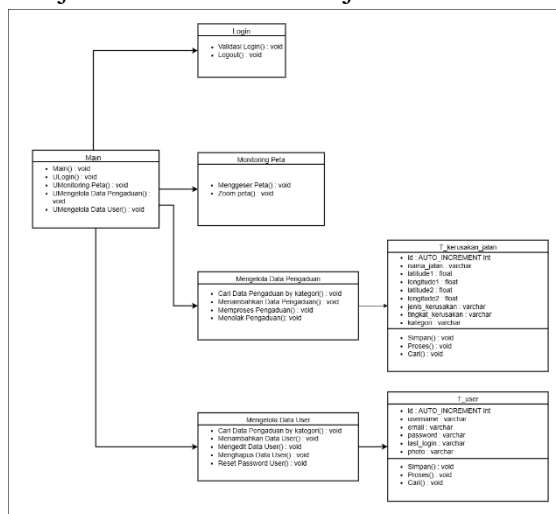 Login
Validasi Login() : void
Logout() : void
Main
Main() : void
ULogin() : void
UMonitoring Peta() : void
UMengelola Data Pengaduan() :
void
UMengelola Data User() : void
Monitoring Peta
Menggeser Peta() : void
Zoom peta() : void
Mengelola Data Pengaduan
Cari Data Pengaduan by kategori() : void
Menambahkan Data Pengaduan() : void
Memproses Pengaduan() : void
Menolak Pengaduan(): void
T_kerusakan_jalan
id : AUTO_INCREMENT int
nama_jalan : varchar
latitude1 : float
longitude1 : float
latitude2 : float
longitude2 : float
jenis_kerusakan : varchar
tingkat_kerusakan : varchar
kategori : varchar
Simpan() : void
Proses() : void
Cari() : void
Mengelola Data User
Cari Data Pengaduan by kategori() : void
Menambahkan Data User() : void
Mengedit Data User() : void
Menghapus Data User() : void
Reset Password User() : void
T_user
id : AUTO_INCREMENT int
username : varchar
email : varchar
password : varchar
last_login : varchar
photo : varchar
Simpan() : void
Proses() : void
Cari() : void